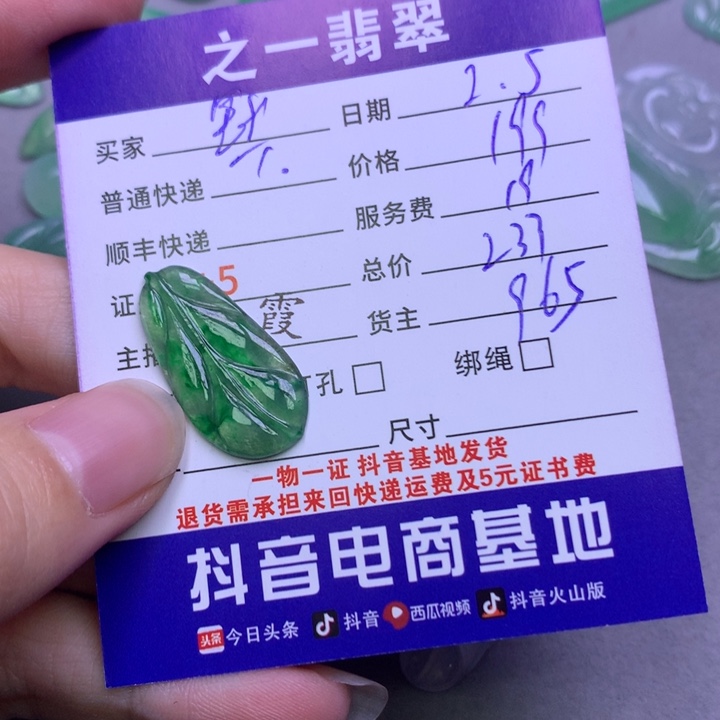 之一翡翠
买家 日期 2.5
普通快递 价格 199
顺丰快递 服务费
证 5 总价 237
霞 货主 965
孔 绑绳
尺寸
一物一证 抖音基地发货
退货需承担来回快递运费及5元证书费
抖音电商基地
头条 今日头条 抖音 西瓜视频 抖音火山版